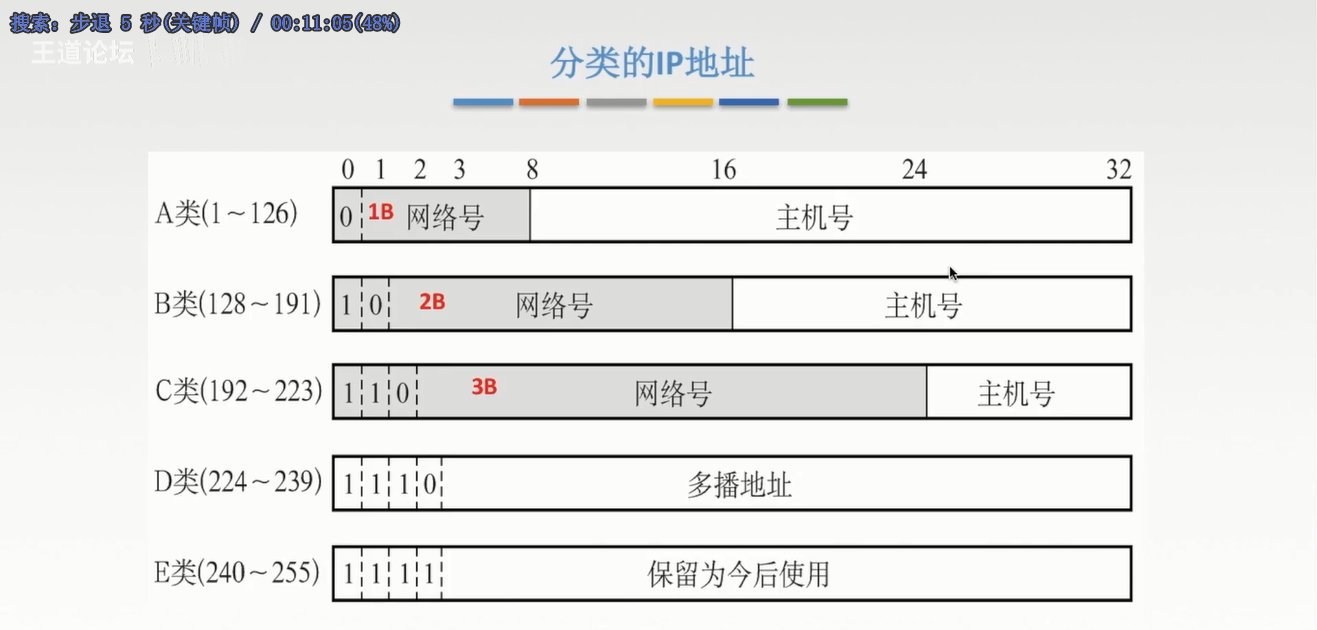 搜索: 步退 5 秒(关键帧) / 00:11:05(48%)
王道论坛
分类的IP地址
0 1 2 3 8 16 24 32
A类(1~126) 0 1B 网络号 主机号
B类(128~191) 1 0 2B 网络号 主机号
C类(192~223) 1 1 0 3B 网络号 主机号
D类(224~239) 1 1 1 0 多播地址
E类(240~255) 1 1 1 1 保留为今后使用